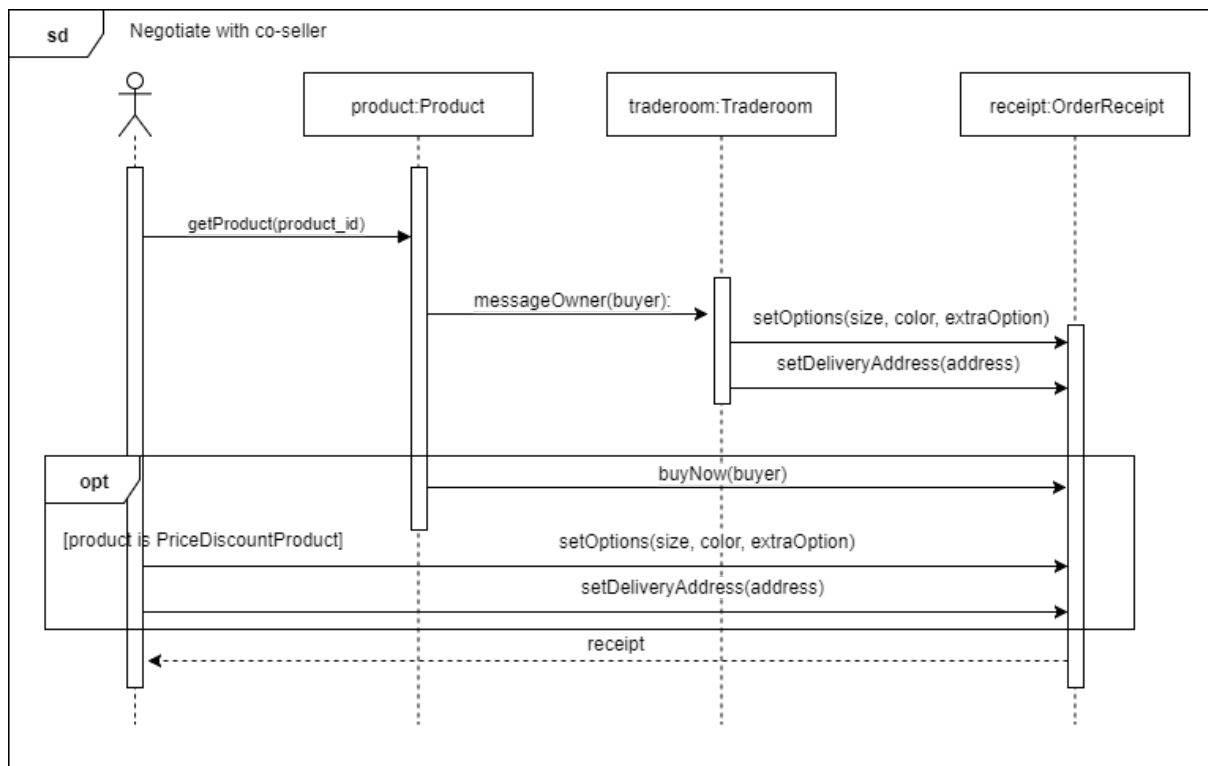 sd
Negotiate with co-seller
product:Product
traderoom:Traderoom
receipt:OrderReceipt
getProduct(product_id)
messageOwner(buyer):
setOptions(size, color, extraOption)
setDeliveryAddress(address)
opt
buyNow(buyer)
[product is PriceDiscountProduct]
setOptions(size, color, extraOption)
setDeliveryAddress(address)
receipt